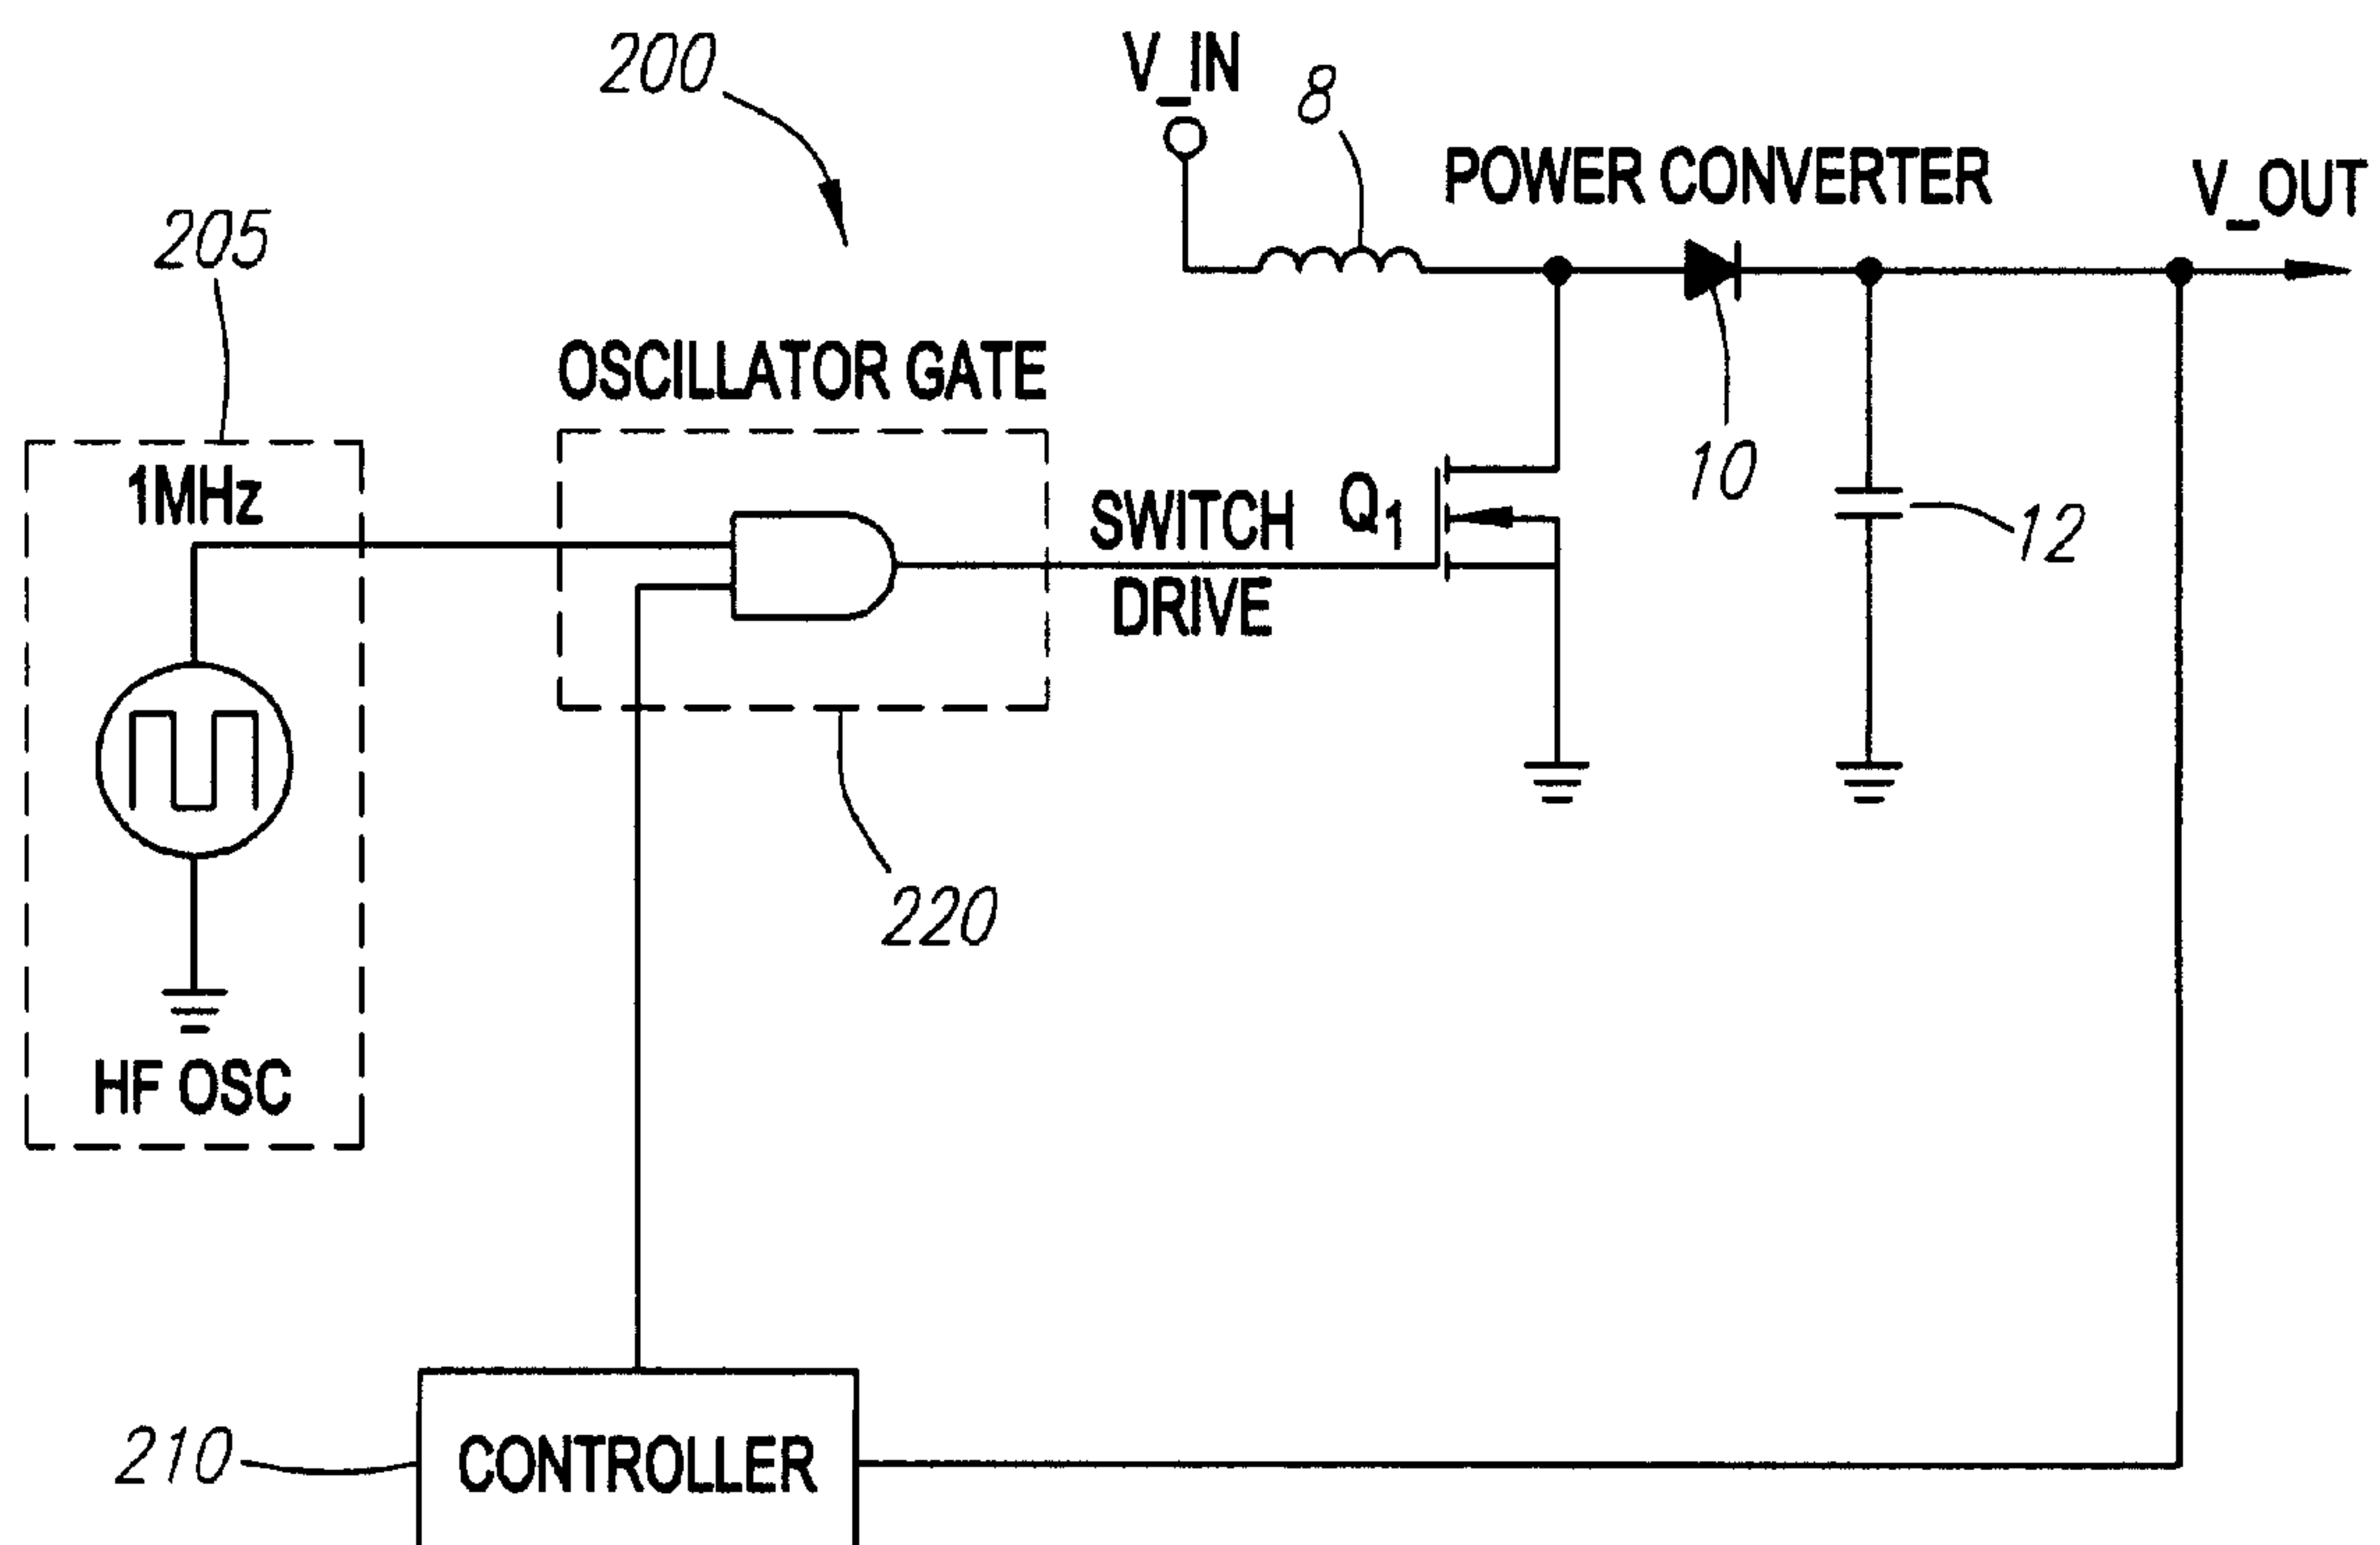 200
V_IN
8
POWER CONVERTER
V_OUT
205
OSCILLATOR GATE
1MHz
SWITCH
DRIVE
Q1
10
12
220
HF OSC
210
CONTROLLER